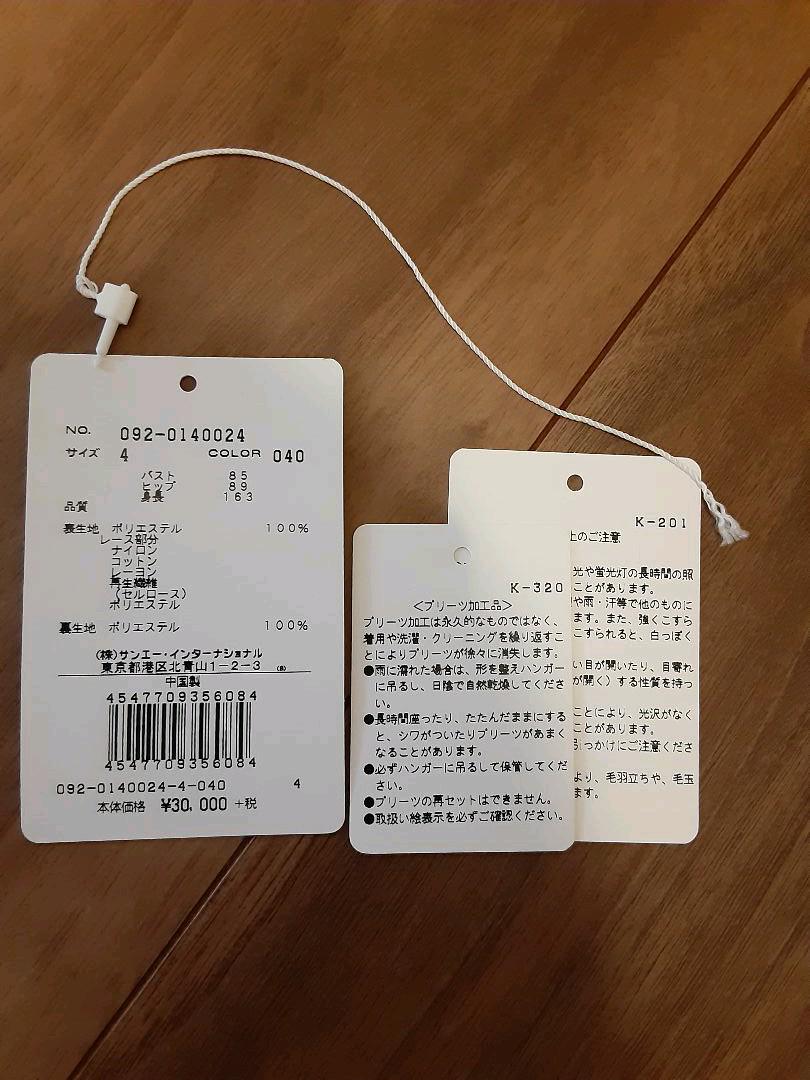 NO. 092-0140024
サイズ 4 COLOR 040
バスト 85
ヒップ 89
身長 163
品質
裏生地 ポリエステル 100%
レース部分
ナイロン
コットン
レーヨン
再生繊維
(セルロース)
ポリエステル
裏生地 ポリエステル 100%
(株)サンエー・インターナショナル
東京都港区北青山1-2-3
中国製
4547709356084
4547709356084
092-0140024-4-040 4
本体価格 ¥30,000 +税
K-320
<プリーツ加工品>
プリーツ加工は永久的なものではなく、
着用や洗濯・クリーニングを繰り返すこ
とによりプリーツが徐々に消失します。
●雨に濡れた場合は、形を整えハンガー
に吊るし、日陰で自然乾燥してくださ
い。
●長時間座ったり、たたんだままにする
と、シワがついたりプリーツがあまく
なることがあります。
●必ずハンガーに吊るして保管してくだ
さい。
●プリーツの再セットはできません。
●取扱い絵表示を必ずご確認ください。
K-201
上のご注意
光や蛍光灯の長時間の照
ことがあります。
や雨・汗等で他のものに
ます。また、強くこすら
こすられると、白っぽく
い目が開いたり、目寄れ
が開く)する性質を持っ
ことにより、光沢がなく
ことがあります。
引っかけにご注意くださ
より、毛羽立ちや、毛玉
ます。